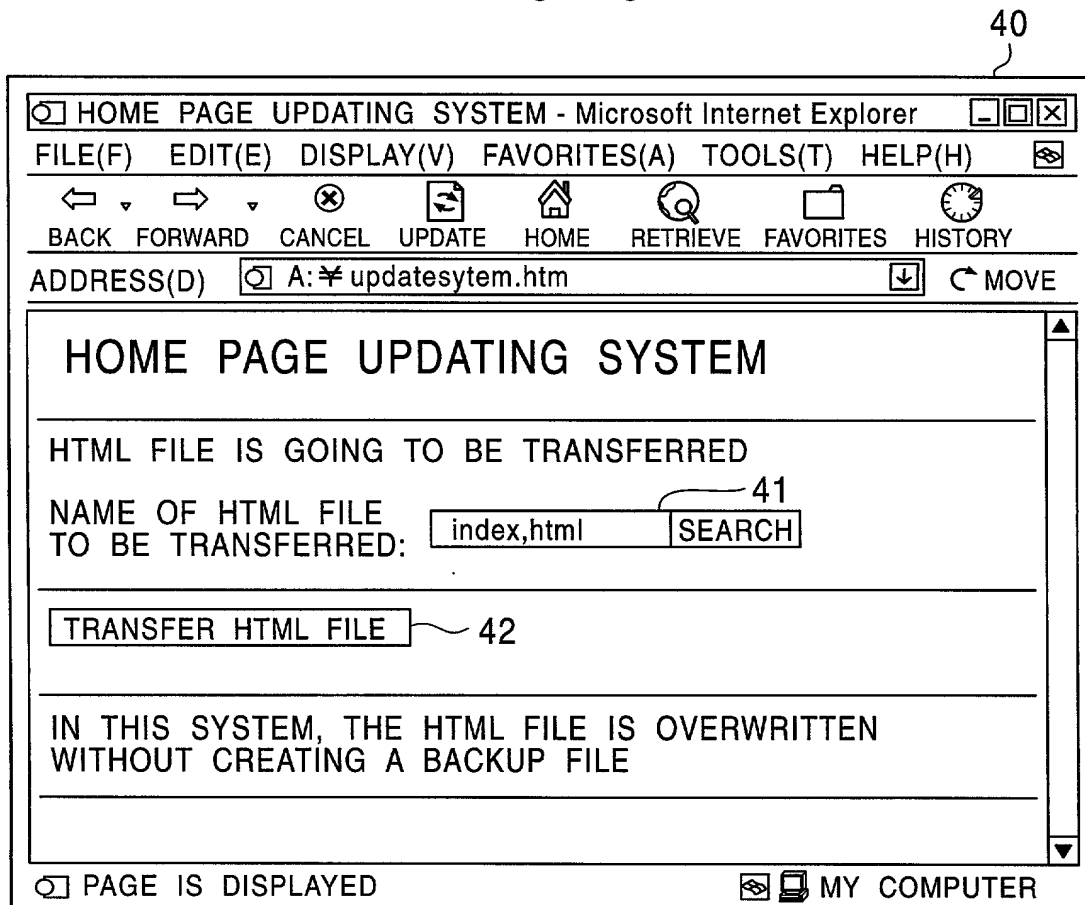 40
HOME PAGE UPDATING SYSTEM - Microsoft Internet Explorer
FILE(F) EDIT(E) DISPLAY(V) FAVORITES(A) TOOLS(T) HELP(H)
BACK FORWARD CANCEL UPDATE HOME RETRIEVE FAVORITES HISTORY
ADDRESS(D) A:¥updatesytem.htm MOVE
HOME PAGE UPDATING SYSTEM
HTML FILE IS GOING TO BE TRANSFERRED
41
NAME OF HTML FILE
TO BE TRANSFERRED: index,html SEARCH
TRANSFER HTML FILE 42
IN THIS SYSTEM, THE HTML FILE IS OVERWRITTEN
WITHOUT CREATING A BACKUP FILE
PAGE IS DISPLAYED MY COMPUTER